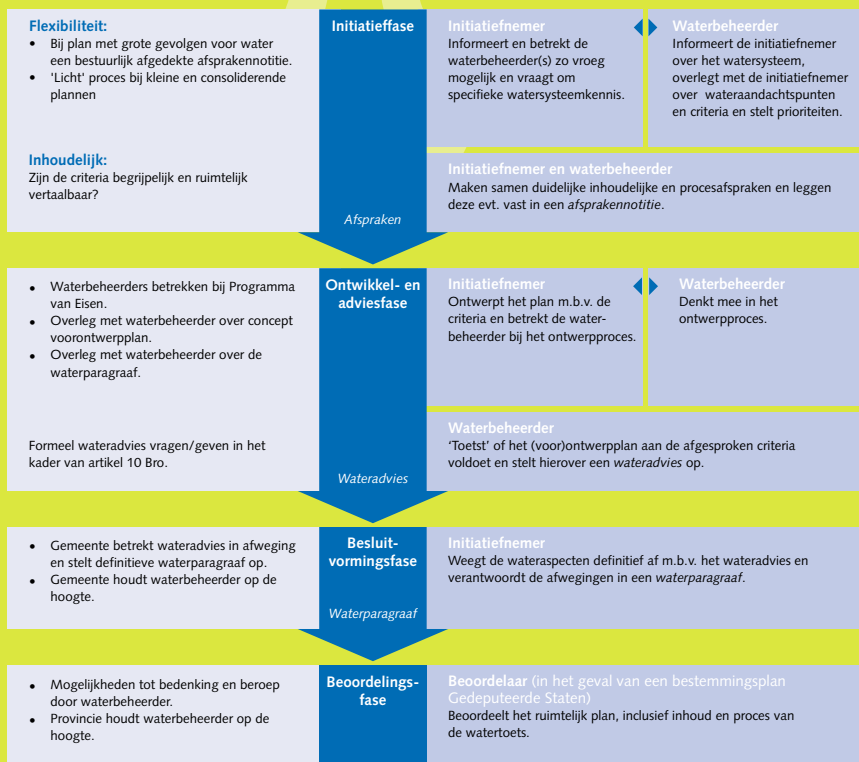 Flexibiliteit:
• Bij plan met grote gevolgen voor water
een bestuurlijk afgedekte afsprakennotitie.
• 'Licht' proces bij kleine en consoliderende
plannen
Inhoudelijk:
Zijn de criteria begrijpelijk en ruimtelijk
vertaalbaar?
Initiatieffase
Afspraken
Initiatiefnemer
Informeert en betrekt de
waterbeheerder(s) zo vroeg
mogelijk en vraagt om
specifieke watersysteemkennis.
Waterbeheerder
Informeert de initiatiefnemer
over het watersysteem,
overlegt met de initiatiefnemer
over wateraandachtspunten
en criteria en stelt prioriteiten.
Initiatiefnemer en waterbeheerder
Maken samen duidelijke inhoudelijke en procesafspraken en leggen
deze evt. vast in een afsprakennotitie.
• Waterbeheerders betrekken bij Programma
van Eisen.
• Overleg met waterbeheerder over concept
voorontwerpplan.
• Overleg met waterbeheerder over de
waterparagraaf.
Formeel wateradvies vragen/geven in het
kader van artikel 10 Bro.
Ontwikkel- en
adviesfase
Wateradvies
Initiatiefnemer
Ontwerpt het plan m.b.v. de
criteria en betrekt de water-
beheerder bij het ontwerpproces.
Waterbeheerder
Denkt mee in het
ontwerpproces.
Waterbeheerder
'Toetst' of het (voor)ontwerpplan aan de afgesproken criteria
voldoet en stelt hierover een wateradvies op.
• Gemeente betrekt wateradvies in afweging
en stelt definitieve waterparagraaf op.
• Gemeente houdt waterbeheerder op de
hoogte.
Besluit-
vormingsfase
Waterparagraaf
Initiatiefnemer
Weegt de wateraspecten definitief af m.b.v. het wateradvies en
verantwoordt de afwegingen in een waterparagraaf.
• Mogelijkheden tot bedenking en beroep
door waterbeheerder.
• Provincie houdt waterbeheerder op de
hoogte.
Beoordelings-
fase
Beoordelaar (in het geval van een bestemmingsplan
Gedeputeerde Staten)
Beoordeelt het ruimtelijk plan, inclusief inhoud en proces van
de watertoets.